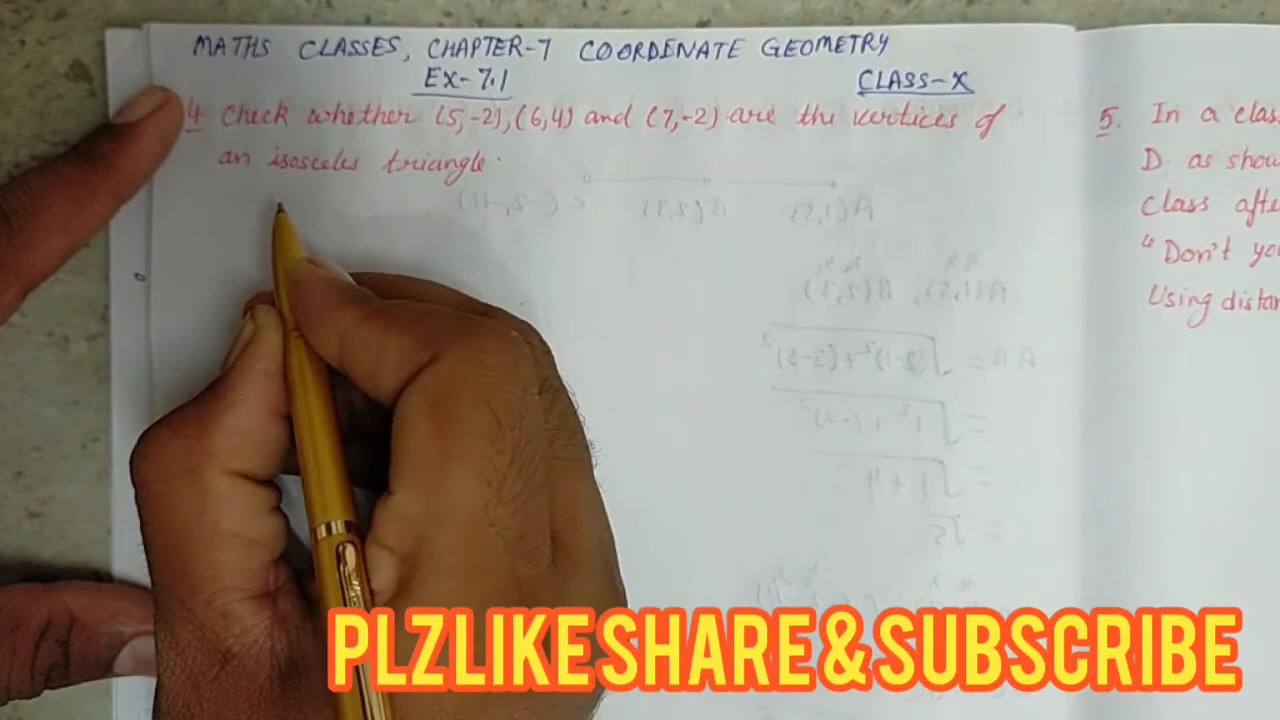 MATHS CLASSES, CHAPTER-7 COORDENATE GEOMETRY
EX-7.1 CLASS-X
4 Check whether (5,-2), (6,4) and (7,-2) are the vertices of
an isosceles triangle.
5. In a clas
D. as show
class afte
"Don't yo
Using distan
PLZ LIKE SHARE & SUBSCRIBE